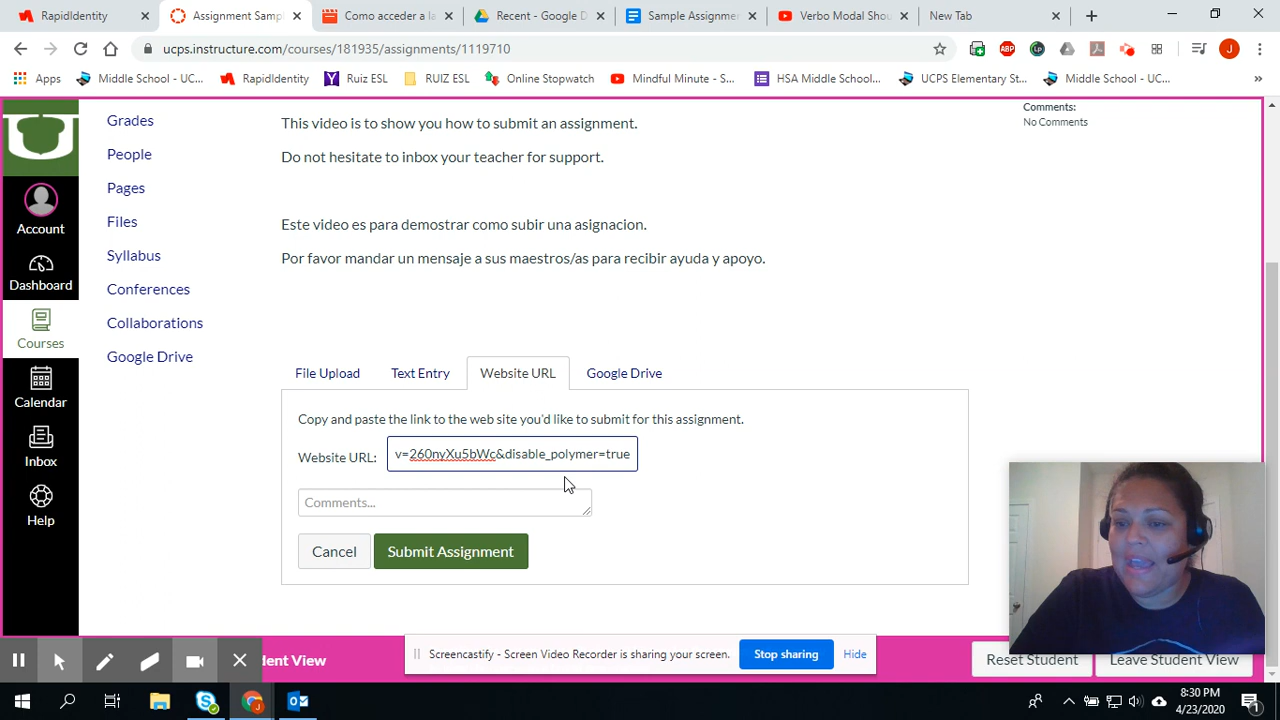 RapidIdentity
Assignment Samp
Como acceder a la
Recent - Google D
Sample Assignme
Verbo Modal Shou
New Tab
ucps.instructure.com/courses/181935/assignments/1119710
Apps
Middle School - UC...
RapidIdentity
Ruiz ESL
RUIZ ESL
Online Stopwatch
Mindful Minute - S...
HSA Middle School...
UCPS Elementary St...
Middle School - UC...
Account
Dashboard
Courses
Calendar
Inbox
Help
Grades
People
Pages
Files
Syllabus
Conferences
Collaborations
Google Drive
Comments:
No Comments
This video is to show you how to submit an assignment.
Do not hesitate to inbox your teacher for support.
Este video es para demostrar como subir una asignacion.
Por favor mandar un mensaje a sus maestros/as para recibir ayuda y apoyo.
File Upload
Text Entry
Website URL
Google Drive
Copy and paste the link to the web site you'd like to submit for this assignment.
Website URL: v=260nyXu5bWc&disable_polymer=true
Comments...
Cancel
Submit Assignment
dent View
Screencastify - Screen Video Recorder is sharing your screen.
Stop sharing
Hide
Reset Student
Leave Student View
8:30 PM
4/23/2020